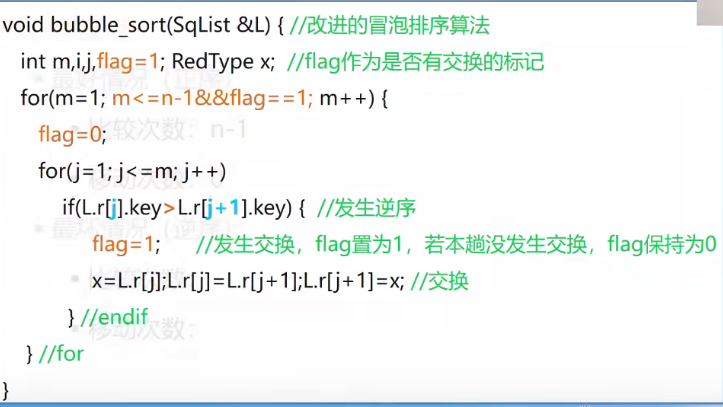 void bubble_sort(SqList &L) { //改进的冒泡排序算法
int m,i,j,flag=1; RedType x; //flag作为是否有交换的标记
最好情况（正序）
for(m=1; m<=n-1&&flag==1; m++) {
比较次数：n-1
flag=0;
for(j=1; j<=m; j++)
移动次数：0
if(L.r[j].key>L.r[j+1].key) { //发生逆序
最坏情况（逆序）
flag=1; //发生交换，flag置为1，若本趟没发生交换，flag保持为0
x=L.r[j];L.r[j]=L.r[j+1];L.r[j+1]=x; //交换
} //endif
移动次数：
} //for
}